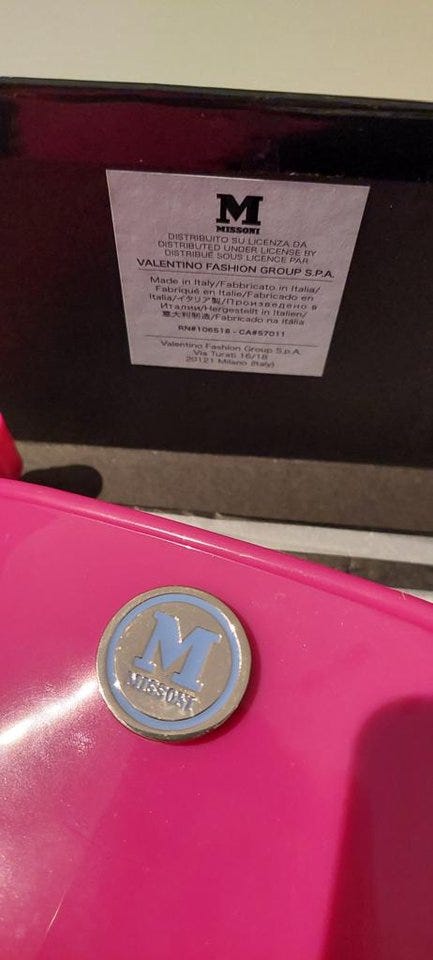 M
MISSONI
DISTRIBUITO SU LICENZA DA
DISTRIBUTED UNDER LICENSE BY
DISTRIBUÉ SOUS LICENCE PAR
VALENTINO FASHION GROUP S.P.A.
Made in Italy/Fabbricato in Italia/
Fabriqué en Italie/Fabricado en
Italia/イタリア製/Произведено в
Италии/Hergestellt in Italien/
意大利制造/Fabricado na Itália
RN#106518 - CA#57011
Valentino Fashion Group S.p.A.
Via Turati 16/18
20121 Milano (Italy)
M
MISSONI